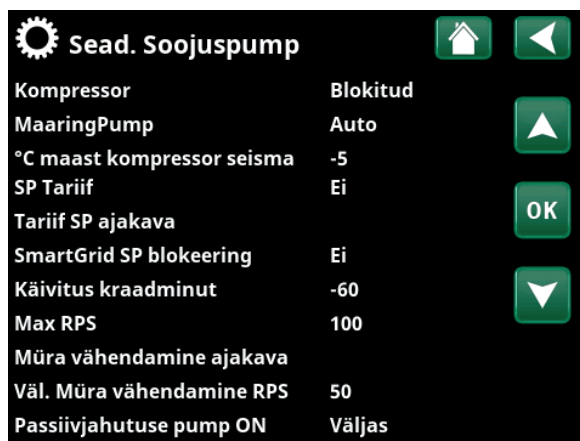 Sead. Soojuspump
Kompressor Blokitud
MaaringPump Auto
°C maast kompressor seisma -5
SP Tariif Ei
Tariif SP ajakava
SmartGrid SP blokeering Ei
Käivitus kraadminut -60
Max RPS 100
Müra vähendamine ajakava
Väl. Müra vähendamine RPS 50
Passiivjahutuse pump ON Väljas
OK